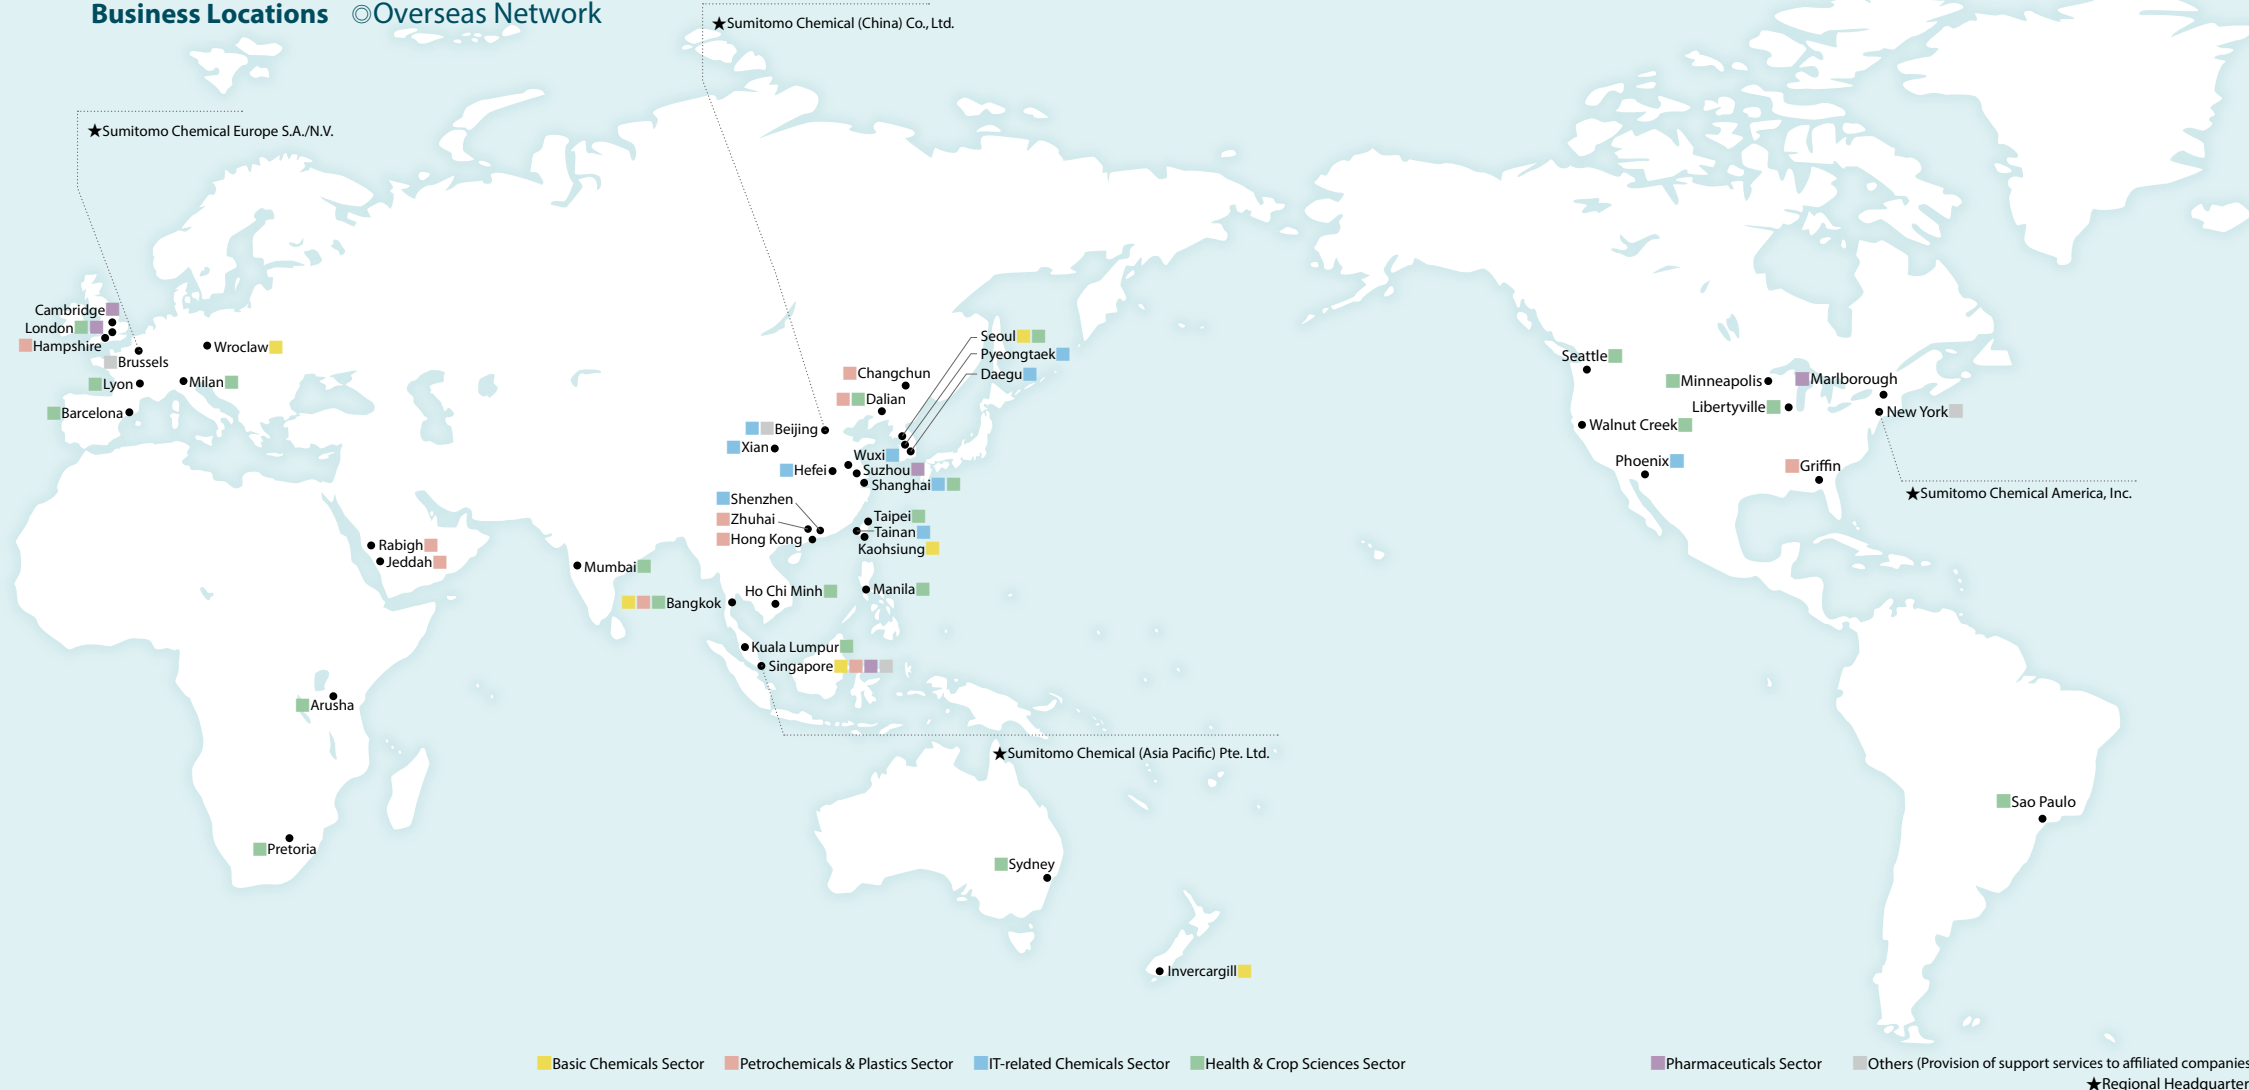 Business Locations ◎Overseas Network
★Sumitomo Chemical (China) Co., Ltd.
★Sumitomo Chemical Europe S.A./N.V.
Cambridge
London
Hampshire
Brussels
Lyon
Barcelona
Wroclaw
Milan
Rabigh
Jeddah
Arusha
Pretoria
Mumbai
Changchun
Dalian
Beijing
Xian
Hefei
Wuxi
Suzhou
Shanghai
Seoul
Pyeongtaek
Daegu
Shenzhen
Zhuhai
Hong Kong
Taipei
Tainan
Kaohsiung
Ho Chi Minh
Manila
Bangkok
Kuala Lumpur
Singapore
★Sumitomo Chemical (Asia Pacific) Pte. Ltd.
Sydney
Invercargill
Seattle
Walnut Creek
Phoenix
Minneapolis
Libertyville
Marlborough
New York
Griffin
★Sumitomo Chemical America, Inc.
Sao Paulo
Basic Chemicals Sector Petrochemicals & Plastics Sector IT-related Chemicals Sector Health & Crop Sciences Sector Pharmaceuticals Sector Others (Provision of support services to affiliated companies
★Regional Headquarter